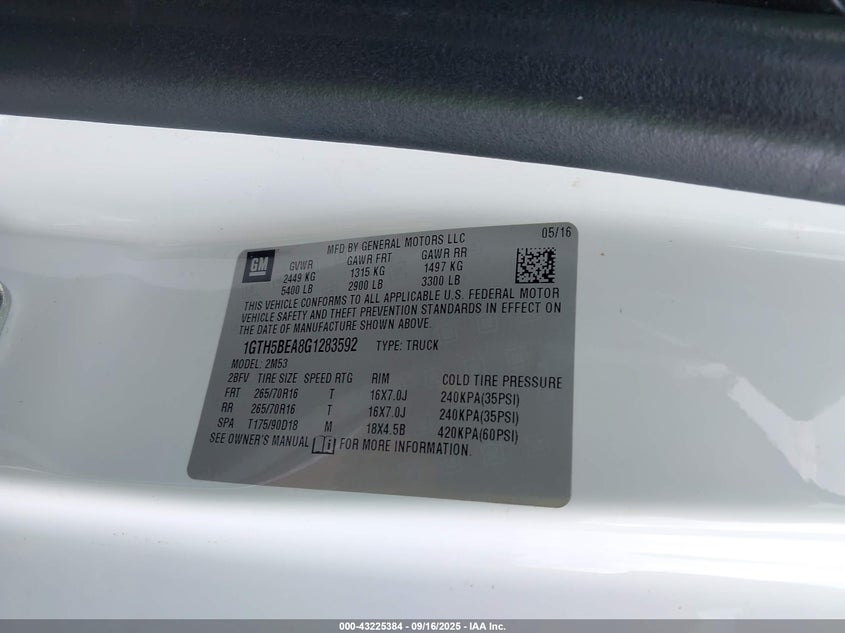 MFD BY GENERAL MOTORS LLC 05/16
GM
GVWR GAWR FRT GAWR RR
2449 KG 1315 KG 1497 KG
5400 LB 2900 LB 3300 LB
THIS VEHICLE CONFORMS TO ALL APPLICABLE U.S. FEDERAL MOTOR
VEHICLE SAFETY AND THEFT PREVENTION STANDARDS IN EFFECT ON
THE DATE OF MANUFACTURE SHOWN ABOVE.
1GTH5BEA8G1283592 TYPE: TRUCK
MODEL: 2M53
2BFV TIRE SIZE SPEED RTG RIM COLD TIRE PRESSURE
FRT 265/70R16 T 16X7.0J 240KPA(35PSI)
RR 265/70R16 T 16X7.0J 240KPA(35PSI)
SPA T175/90D18 M 18X4.5B 420KPA(60PSI)
SEE OWNER'S MANUAL i FOR MORE INFORMATION.
000-43225384 - 09/16/2025 - IAA Inc.